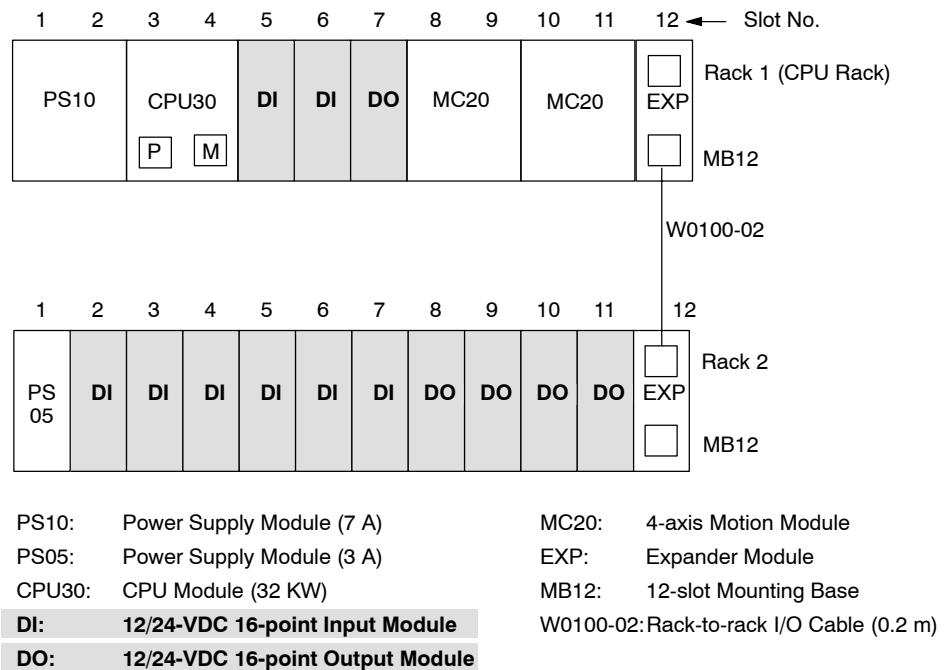 1 2 3 4 5 6 7 8 9 10 11 12 Slot No.
Rack 1 (CPU Rack)
PS10 CPU30 DI DI DO MC20 MC20 EXP
P M
MB12
W0100-02
1 2 3 4 5 6 7 8 9 10 11 12
Rack 2
PS DI DI DI DI DI DI DO DO DO DO EXP
05
MB12
PS10: Power Supply Module (7 A)
PS05: Power Supply Module (3 A)
CPU30: CPU Module (32 KW)
DI: 12/24-VDC 16-point Input Module
DO: 12/24-VDC 16-point Output Module
MC20: 4-axis Motion Module
EXP: Expander Module
MB12: 12-slot Mounting Base
W0100-02: Rack-to-rack I/O Cable (0.2 m)